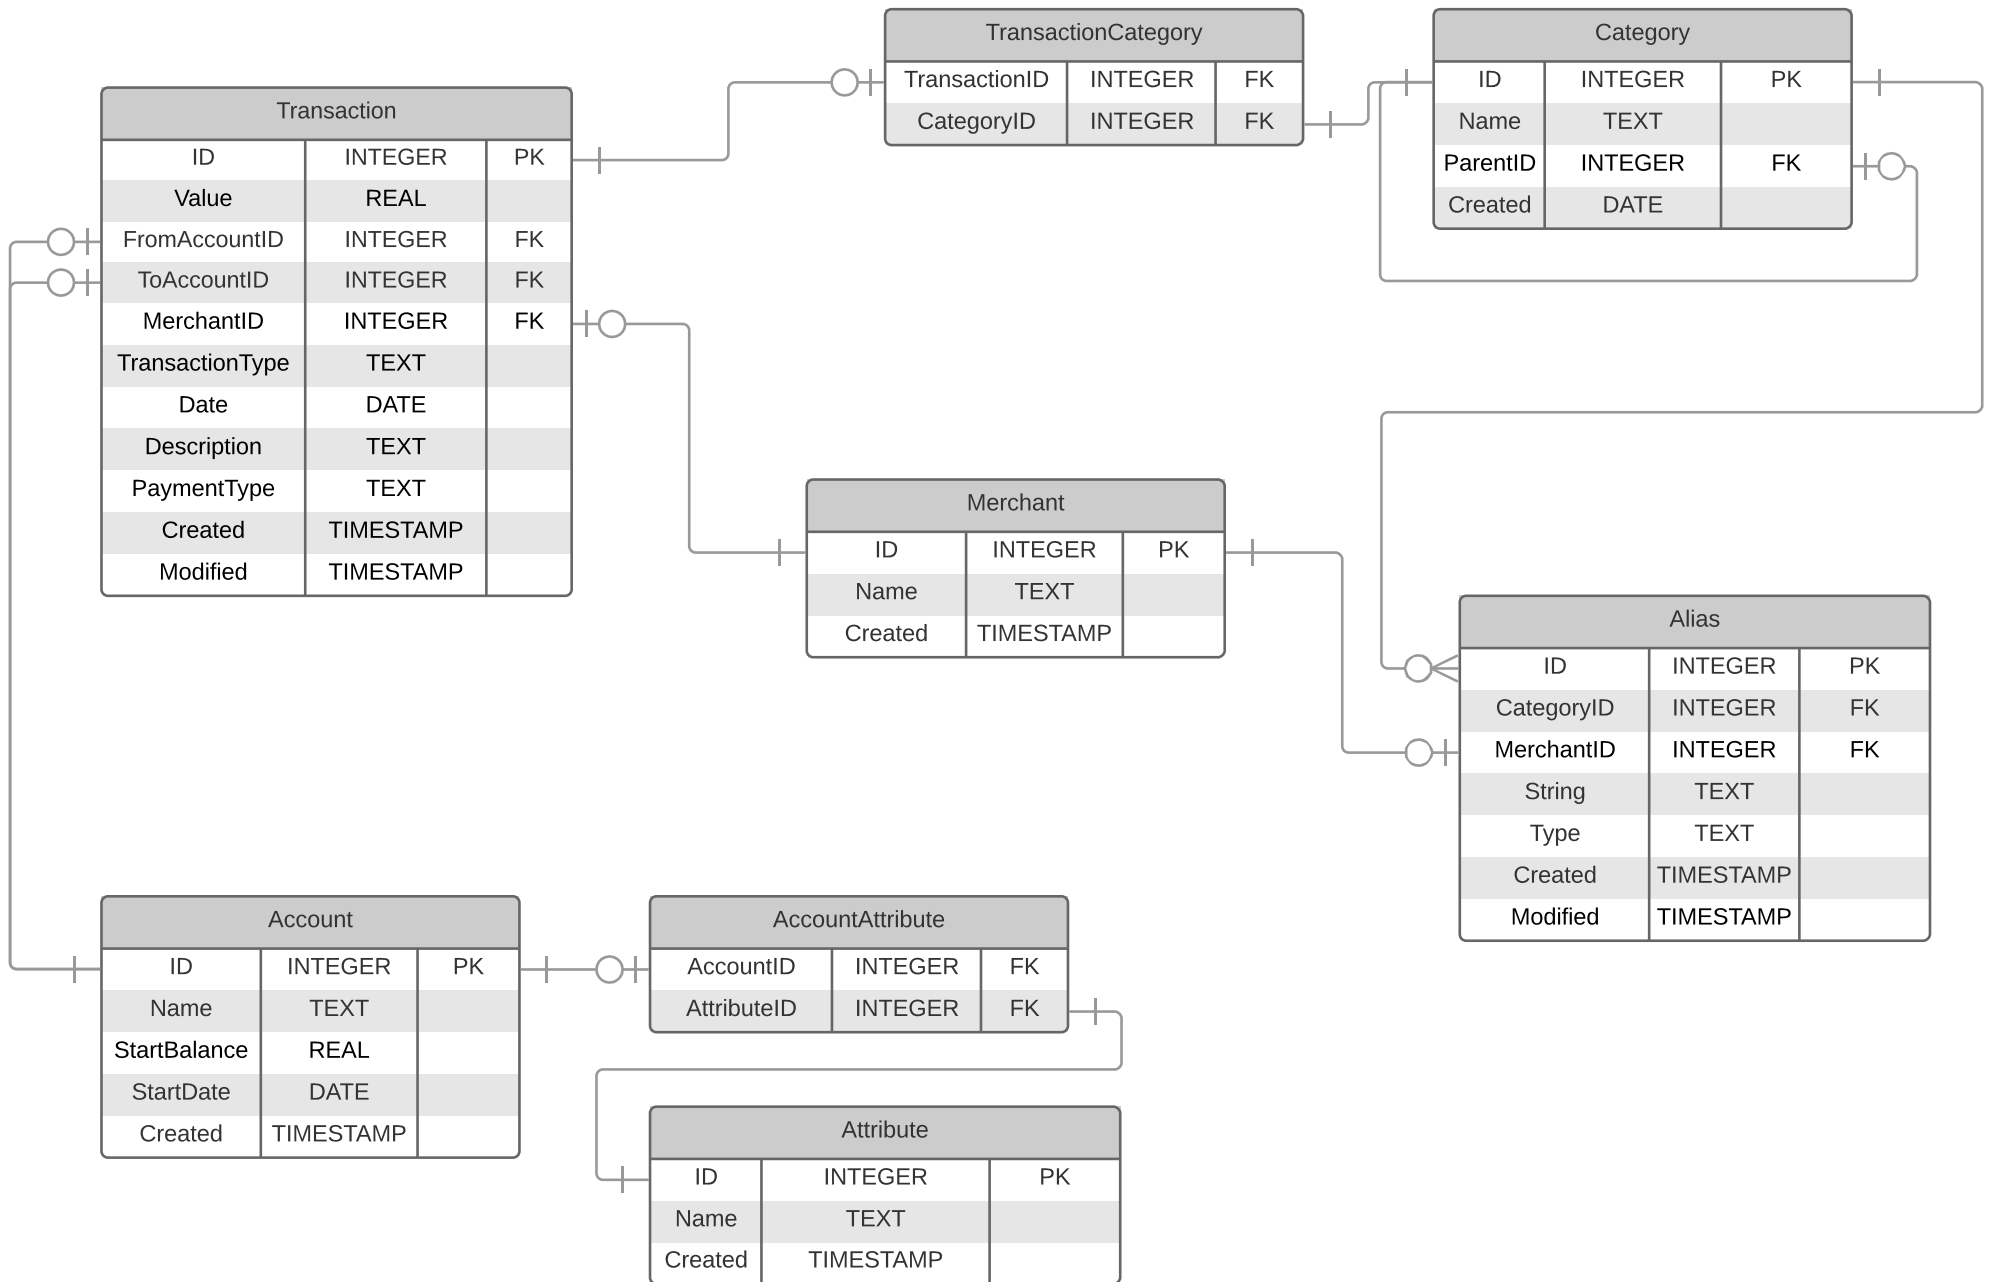 Transaction
ID INTEGER PK
Value REAL
FromAccountID INTEGER FK
ToAccountID INTEGER FK
MerchantID INTEGER FK
TransactionType TEXT
Date DATE
Description TEXT
PaymentType TEXT
Created TIMESTAMP
Modified TIMESTAMP
TransactionCategory
TransactionID INTEGER FK
CategoryID INTEGER FK
Category
ID INTEGER PK
Name TEXT
ParentID INTEGER FK
Created DATE
Merchant
ID INTEGER PK
Name TEXT
Created TIMESTAMP
Alias
ID INTEGER PK
CategoryID INTEGER FK
MerchantID INTEGER FK
String TEXT
Type TEXT
Created TIMESTAMP
Modified TIMESTAMP
Account
ID INTEGER PK
Name TEXT
StartBalance REAL
StartDate DATE
Created TIMESTAMP
AccountAttribute
AccountID INTEGER FK
AttributeID INTEGER FK
Attribute
ID INTEGER PK
Name TEXT
Created TIMESTAMP